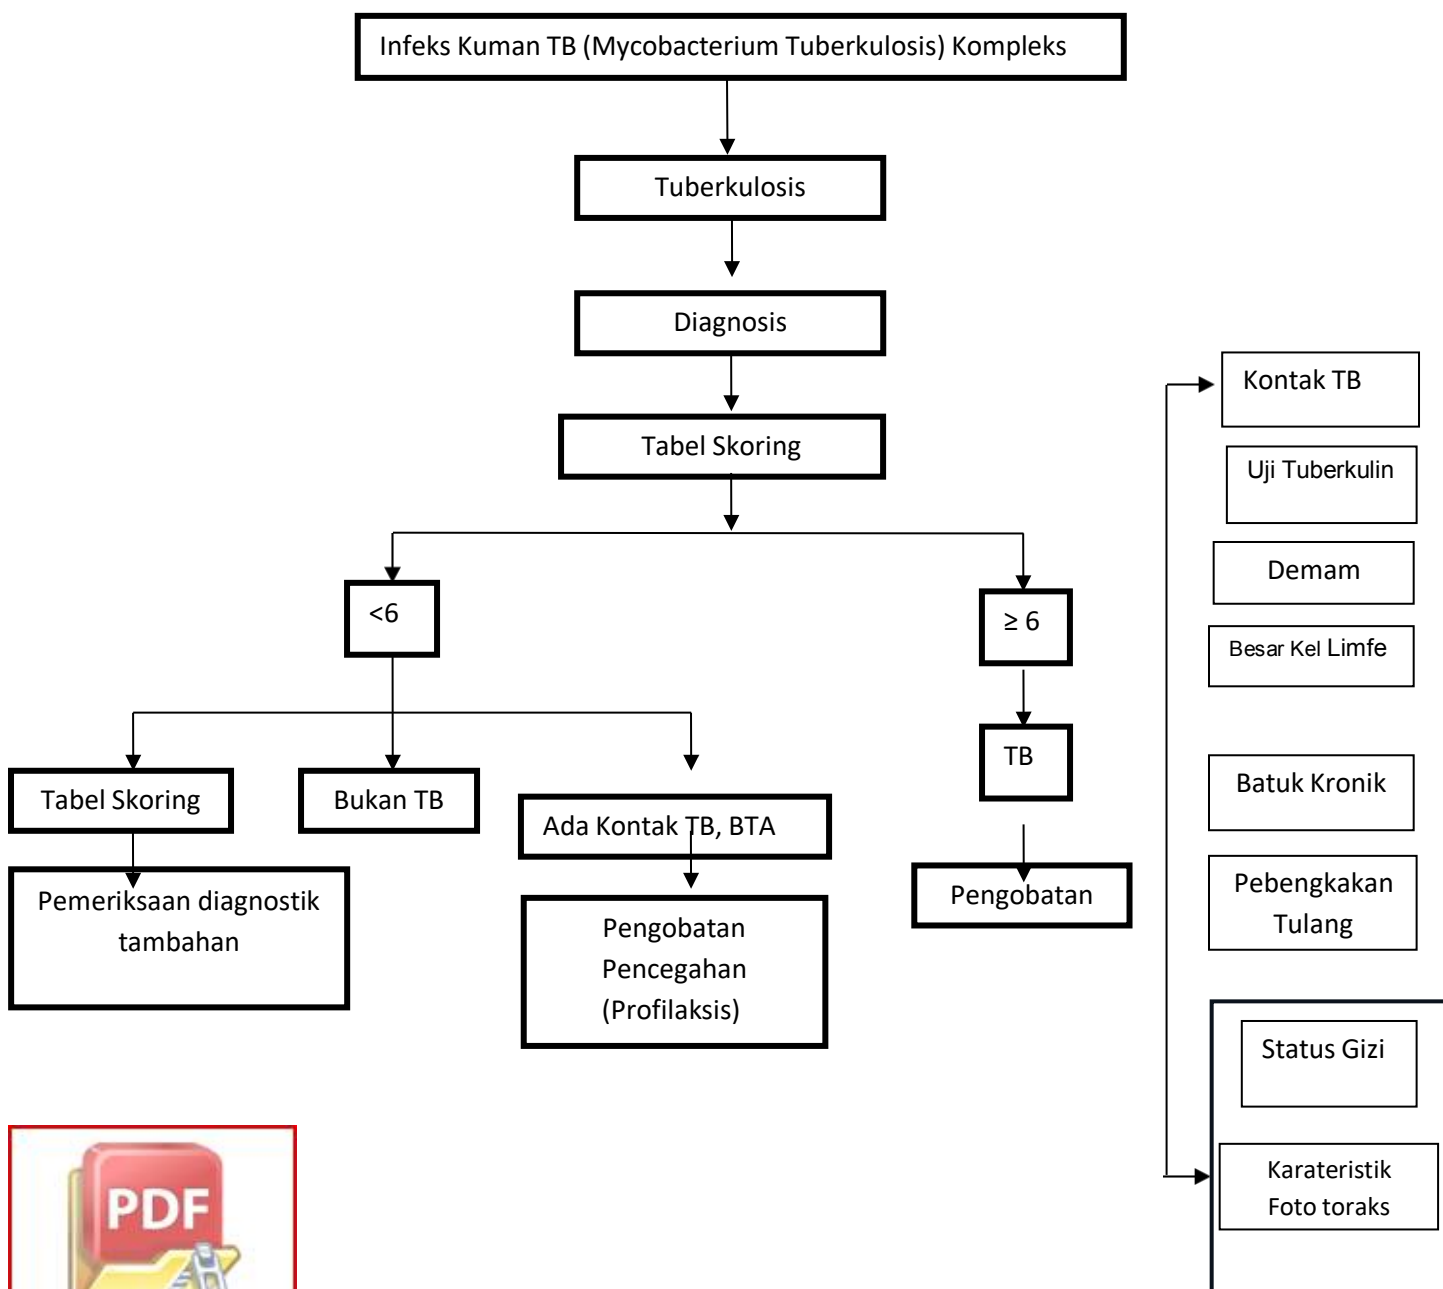 Infeks Kuman TB (Mycobacterium Tuberkulosis) Kompleks
Tuberkulosis
Diagnosis
Tabel Skoring
<6
≥ 6
TB
Tabel Skoring
Bukan TB
Ada Kontak TB, BTA
Pengobatan
Pemeriksaan diagnostik
tambahan
Pengobatan
Pencegahan
(Profilaksis)
Kontak TB
Uji Tuberkulin
Demam
Besar Kel Limfe
Batuk Kronik
Pebengkakan
Tulang
Status Gizi
Karateristik
Foto toraks
PDF